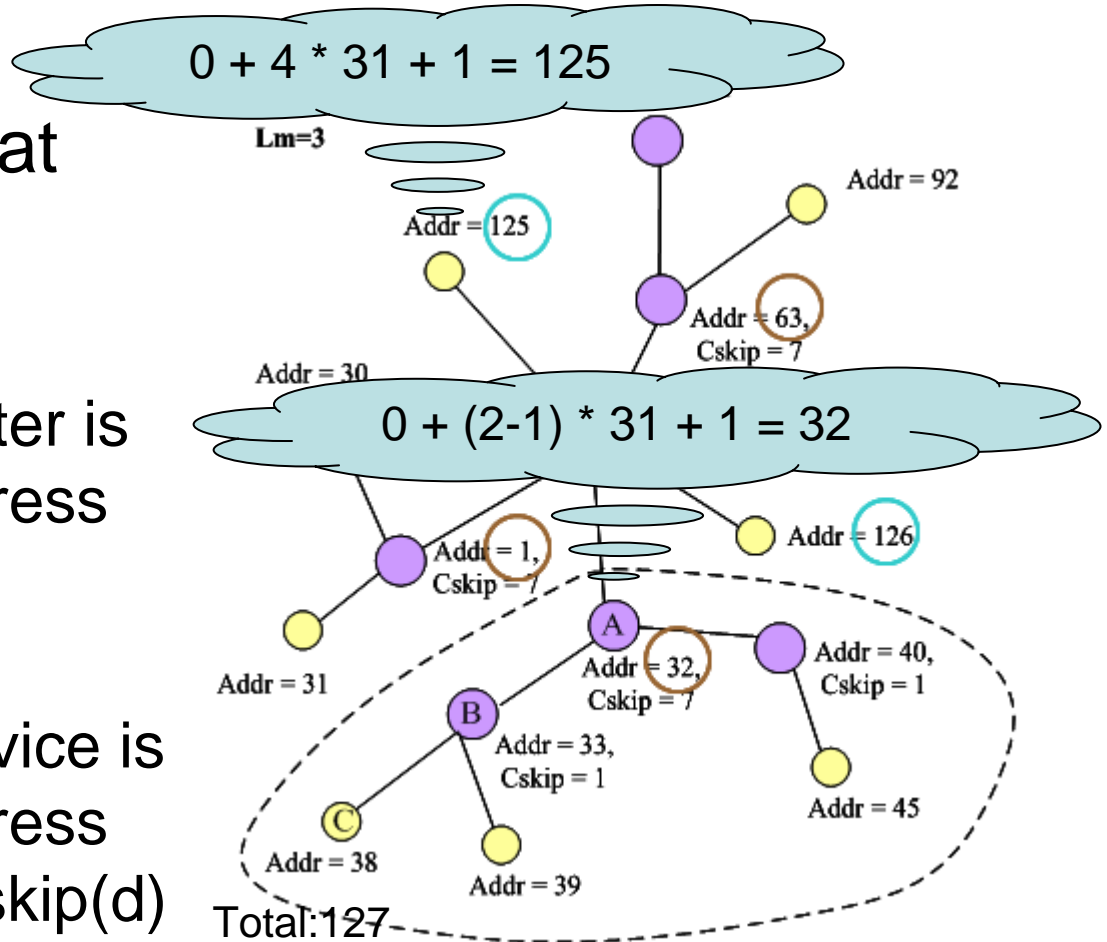 0 + 4 * 31 + 1 = 125
at
Lm=3
Addr = 92
Addr = 125
Addr = 63,
Cskip = 7
Addr = 30
ter is
0 + (2-1) * 31 + 1 = 32
ress
Addr = 126
Addr = 1,
Cskip = 7
A
Addr = 40,
Cskip = 1
Addr = 32,
Cskip = 7
Addr = 31
B
vice is
Addr = 33,
Cskip = 1
Addr = 45
ress
C
Addr = 38
Addr = 39
skip(d)
Total:127